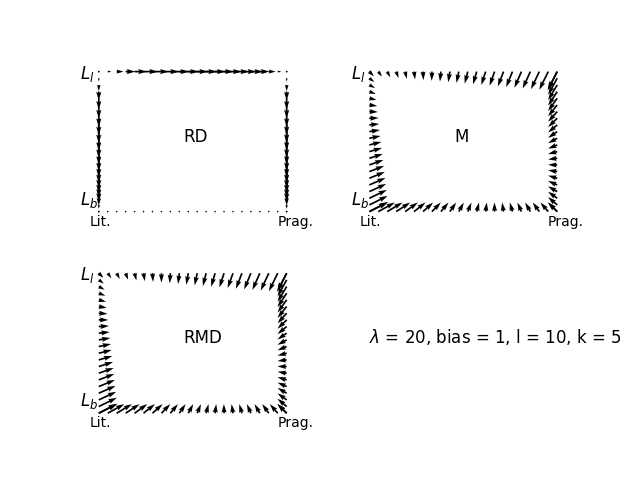 L_l
RD
L_b
Lit. Prag.
L_l
M
L_b
Lit. Prag.
L_l
RMD
L_b
Lit. Prag.
λ = 20, bias = 1, l = 10, k = 5